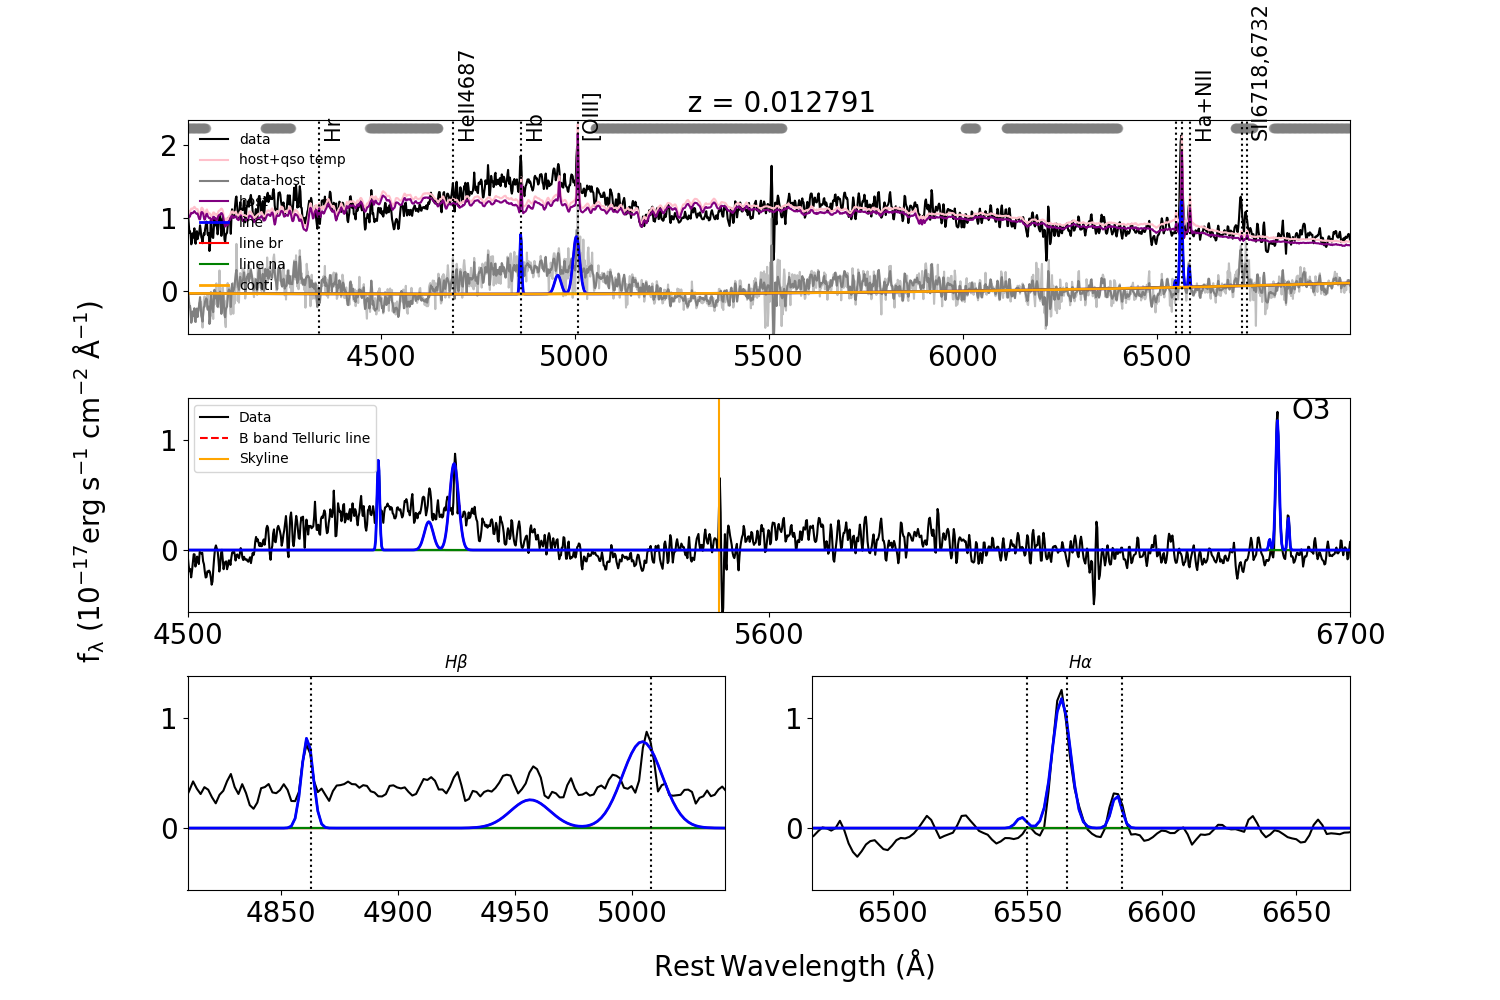 z = 0.012791
Hr
HeII4687
Hb
[OIII]
Ha+NII
SII6718,6732
data
host+qso temp
data-host
line
line br
line na
conti
2
1
0
4500
5000
5500
6000
6500
Data
B band Telluric line
Skyline
O3
1
0
4500
5600
6700
fλ (10−17erg s−1 cm−2 Å−1)
Hβ
1
0
4850
4900
4950
5000
Hα
1
0
6500
6550
6600
6650
Rest Wavelength (Å)